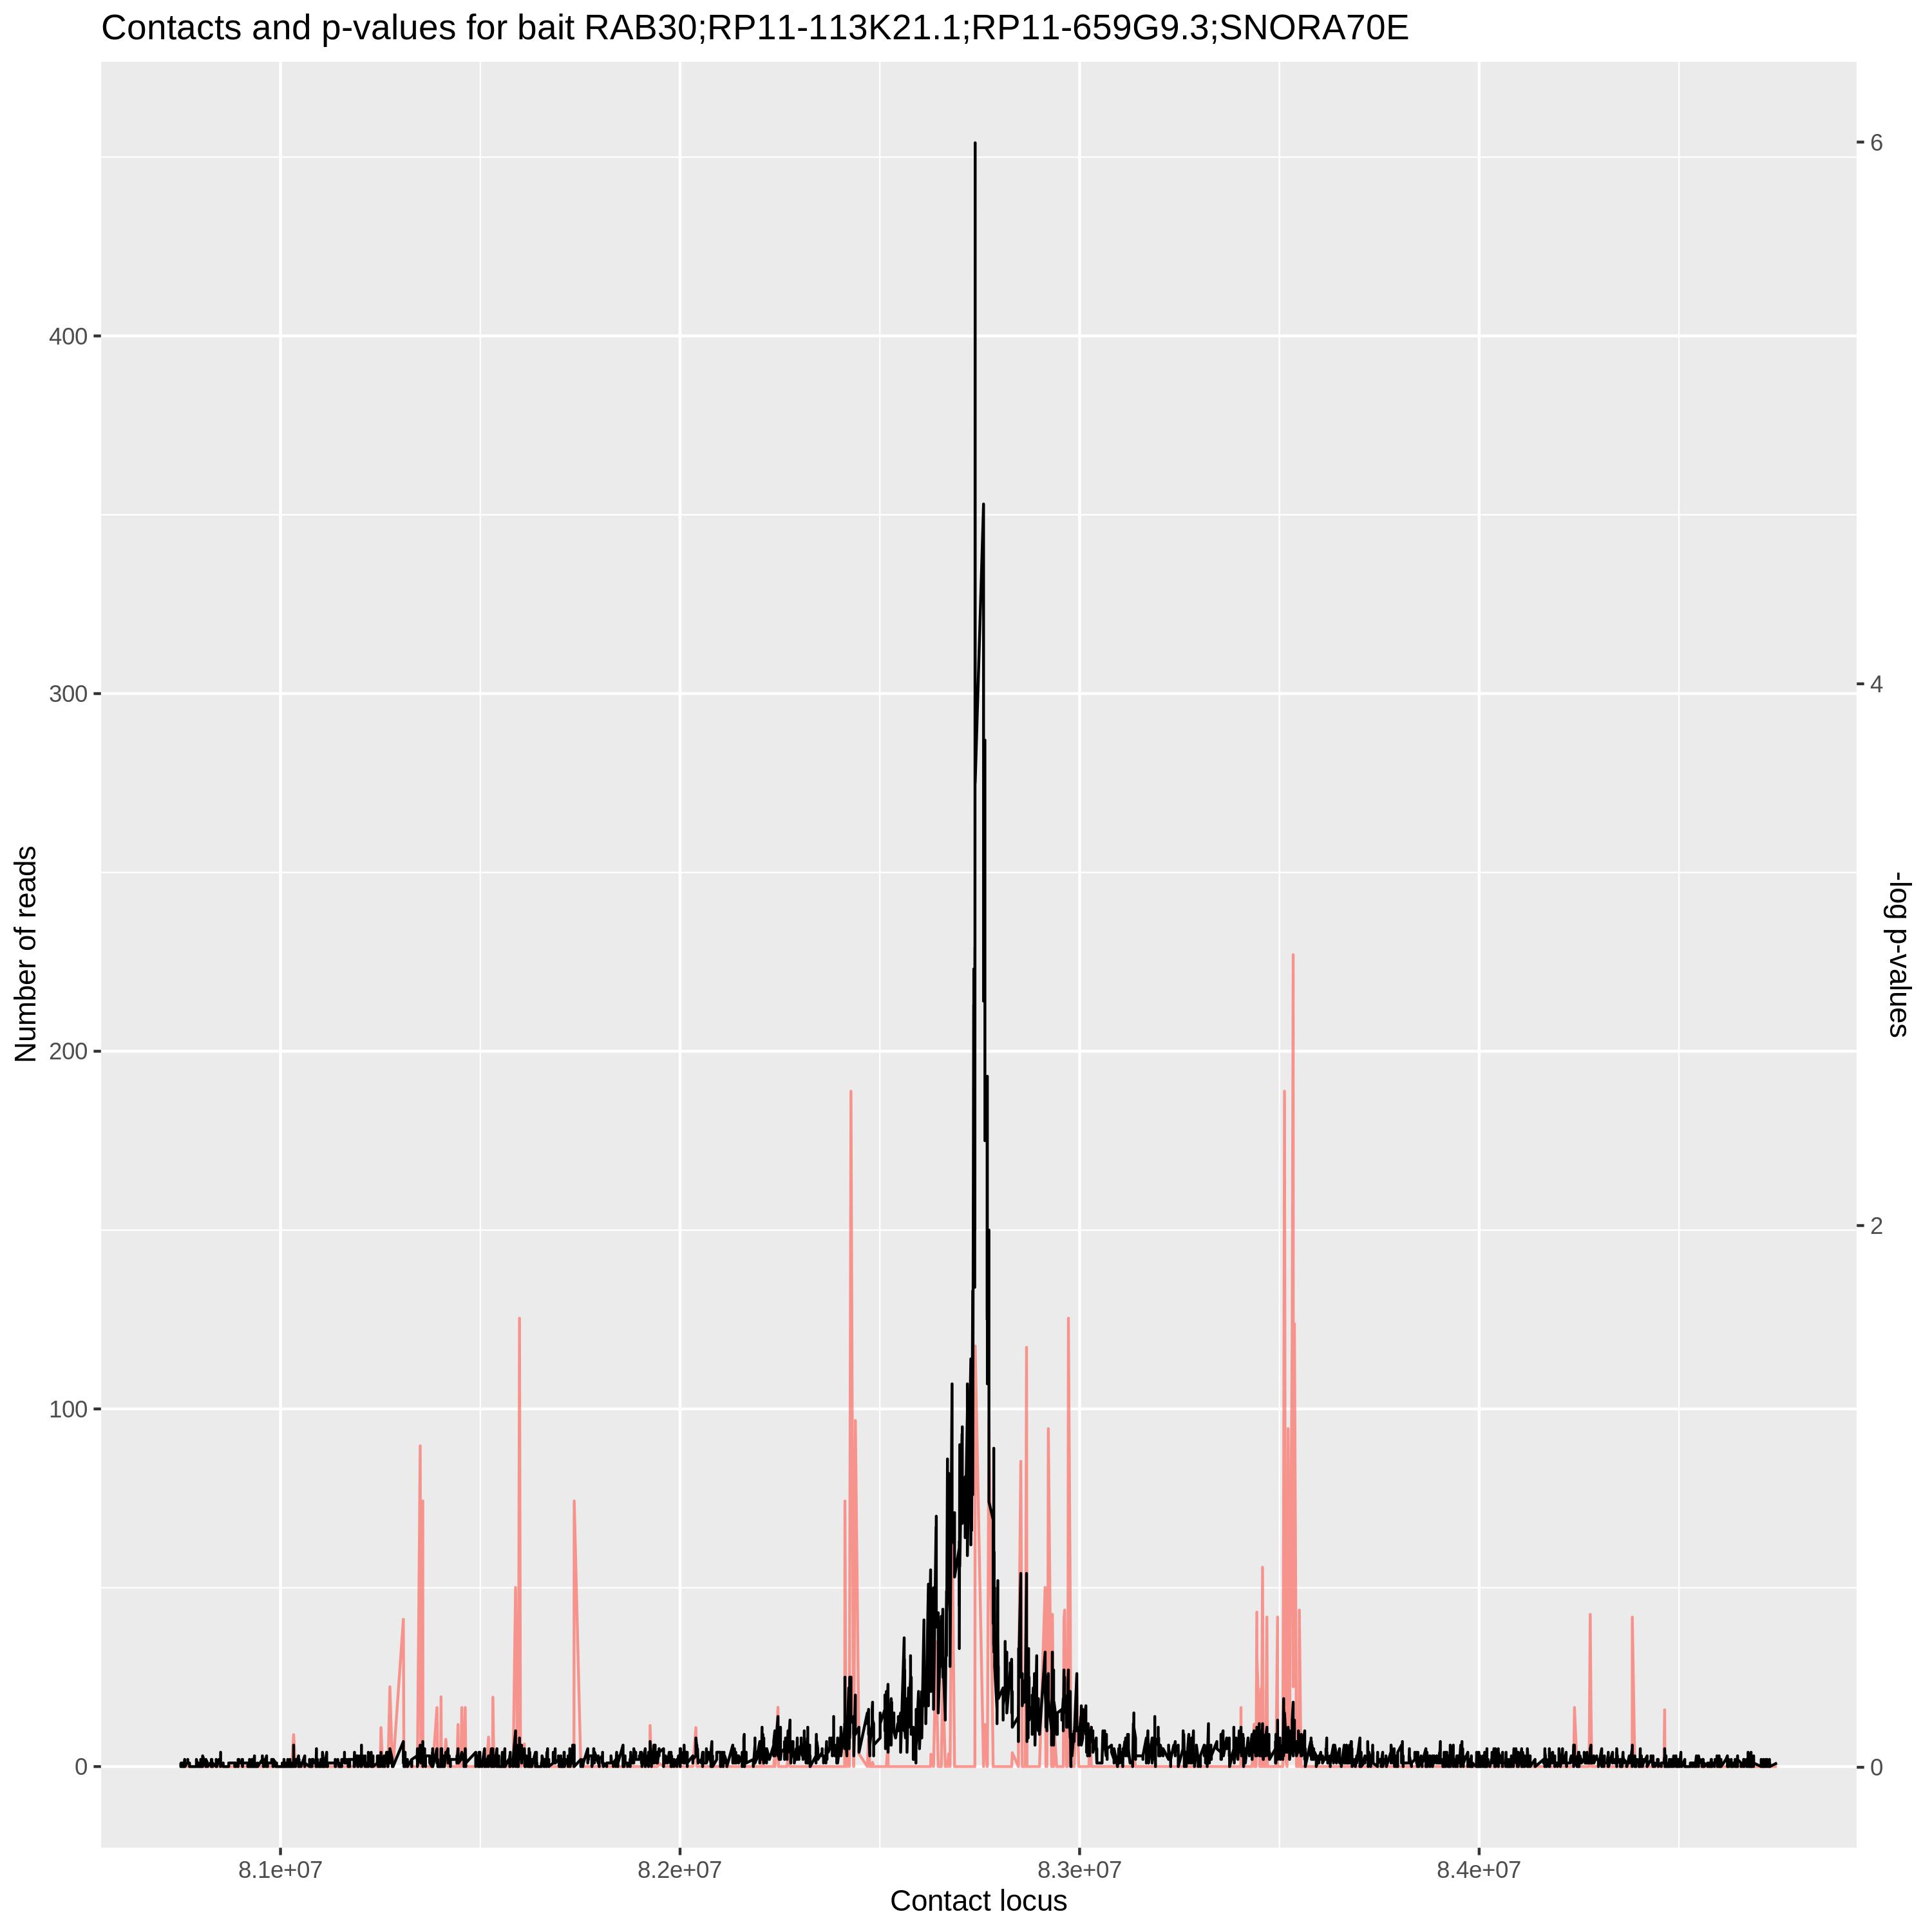 Contacts and p-values for bait RAB30;RP11-113K21.1;RP11-659G9.3;SNORA70E
6
400
300
4
Number of reads
-log p-values
200
2
100
0
0
8.1e+07
8.2e+07
8.3e+07
8.4e+07
Contact locus